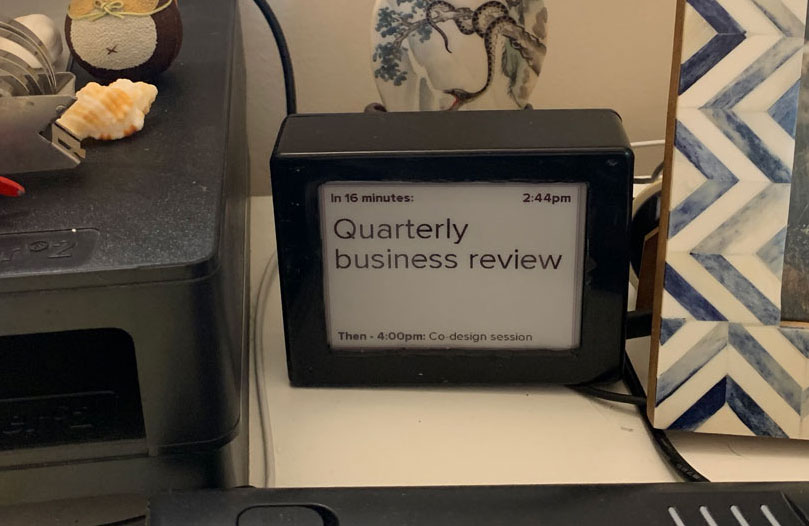 In 16 minutes: 2:44pm
Quarterly
business review
Then - 4:00pm: Co-design session